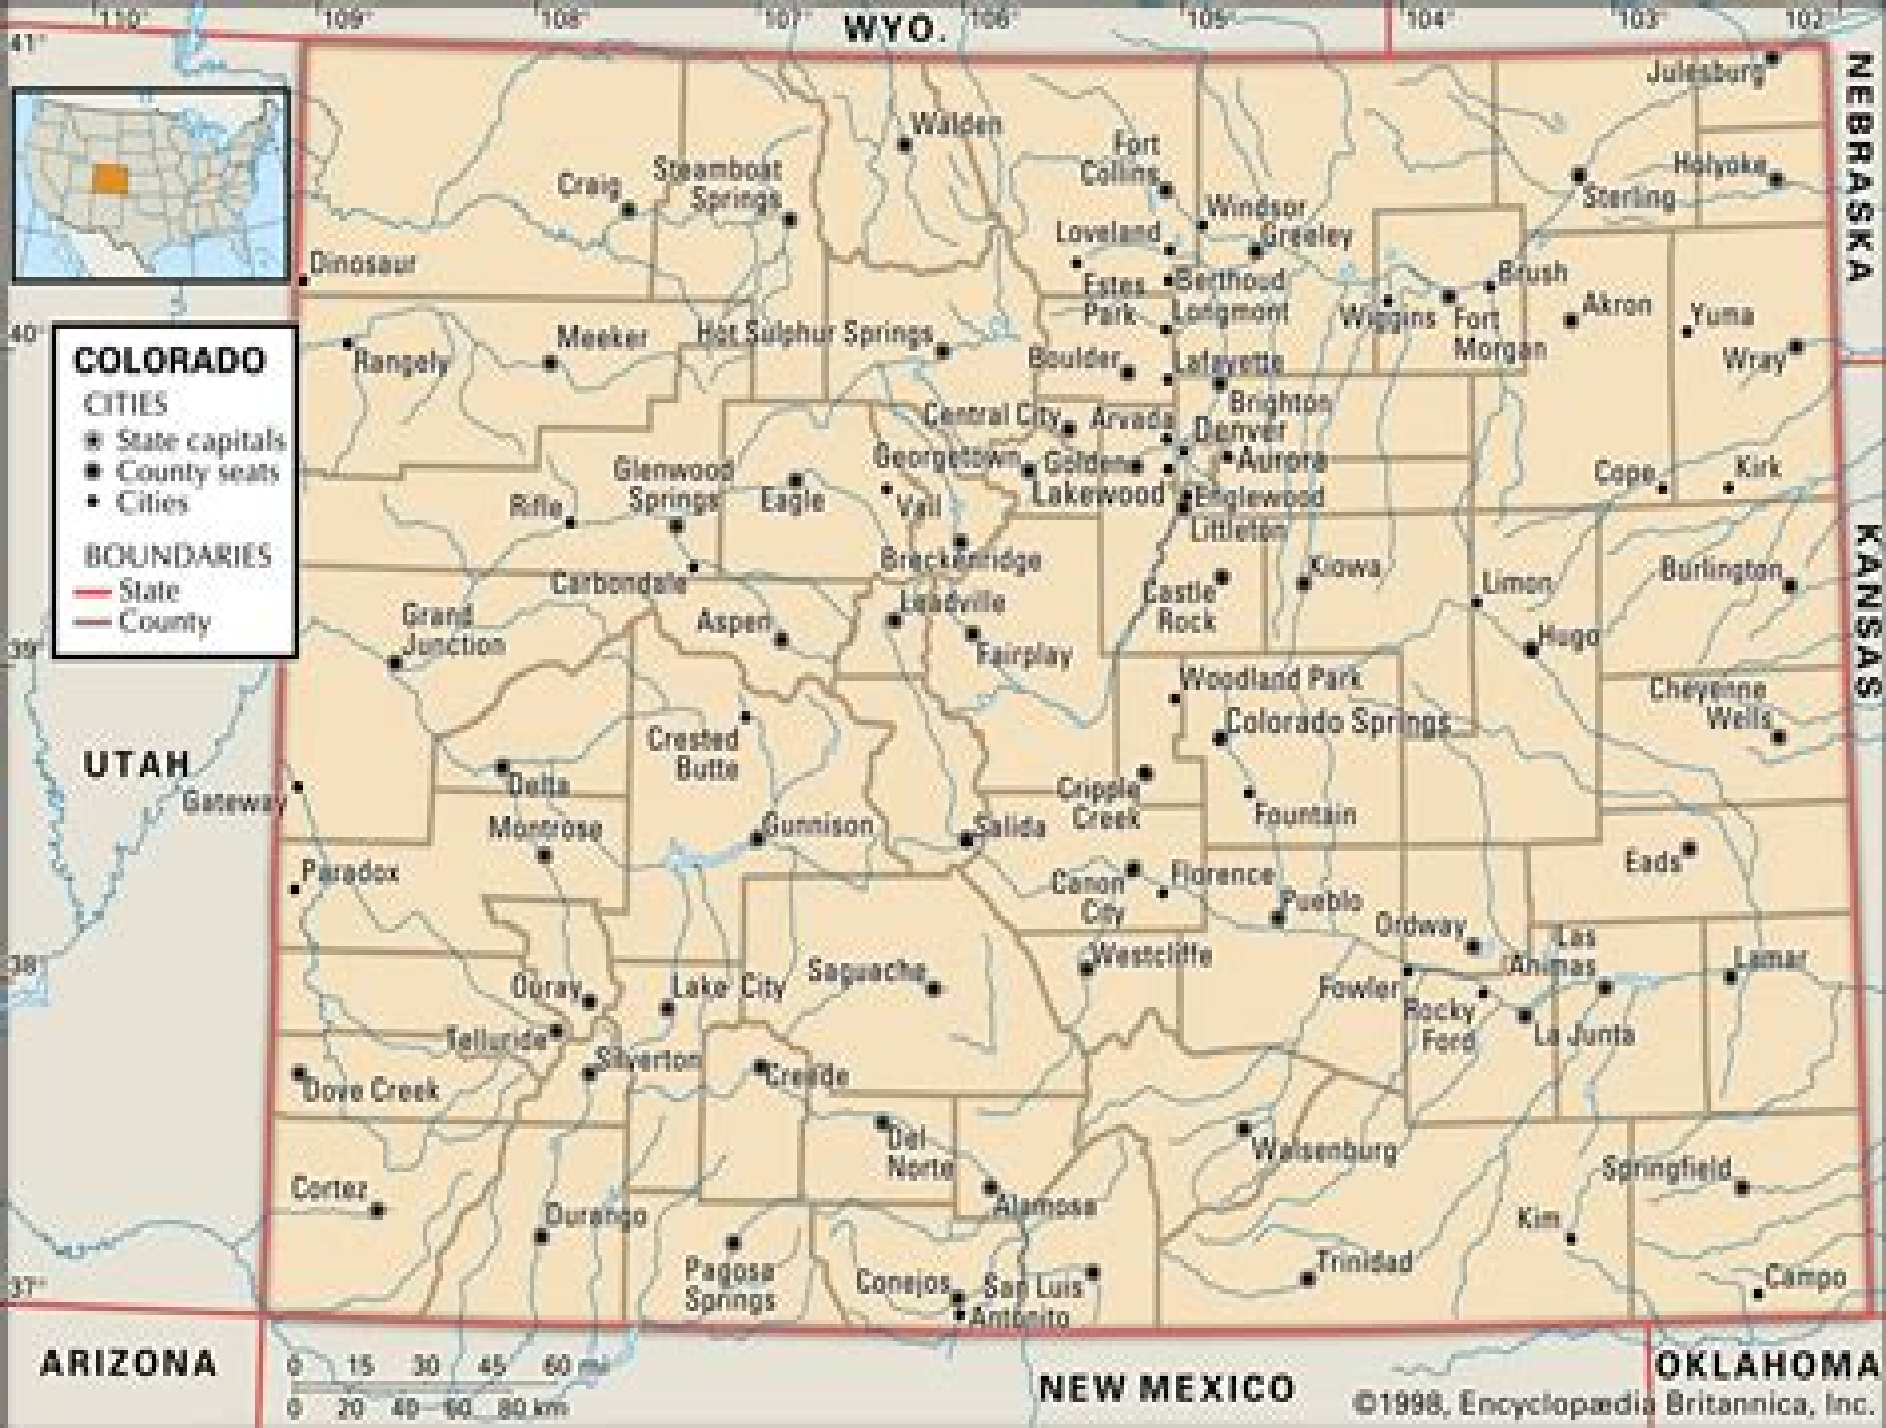 110°
109°
108°
107°
106°
105°
104°
103°
102°
WYO.
41°
NEBRASKA
Julesburg
Walden
Fort
Collins
Steamboat
Springs
Craig
Holyoke
Sterling
Windsor
Greeley
Loveland
Dinosaur
Estes
Park
Berthoud
Longmont
Brush
Wiggins
Fort
Morgan
Akron
Yuma
40°
Rangely
Meeker
Hot Sulphur Springs
Boulder
Lafayette
Wray
COLORADO
CITIES
State capitals
County seats
Cities
BOUNDARIES
State
County
Brighton
Central City
Arvada
Denver
Georgetown
Golden
Aurora
Lakewood
Englewood
Littleton
Glenwood
Springs
Rifle
Eagle
Vail
Cope
Kirk
KANSAS
Breckenridge
Carbondale
Castle
Rock
Kiowa
Limon
Burlington
Grand
Junction
Aspen
Leadville
Fairplay
Hugo
39°
Woodland Park
Colorado Springs
Cheyenne
Wells
Crested
Butte
UTAH
Gateway
Delta
Cripple
Creek
Fountain
Montrose
Gunnison
Salida
Eads
Paradox
Canon
City
Florence
Pueblo
Ordway
Las
Animas
Lamar
38°
Westcliffe
Saguache
Ouray
Lake City
Fowler
Rocky
Ford
La Junta
Telluride
Silverton
Creede
Dove Creek
Del
Norte
Walsenburg
Springfield
Cortez
Alamosa
Durango
Kim
Trinidad
Pagosa
Springs
Conejos
San Luis
Antonito
Campo
37°
ARIZONA
0 15 30 45 60 mi
0 20 40 60 80 km
NEW MEXICO
OKLAHOMA
©1998, Encyclopædia Britannica, Inc.